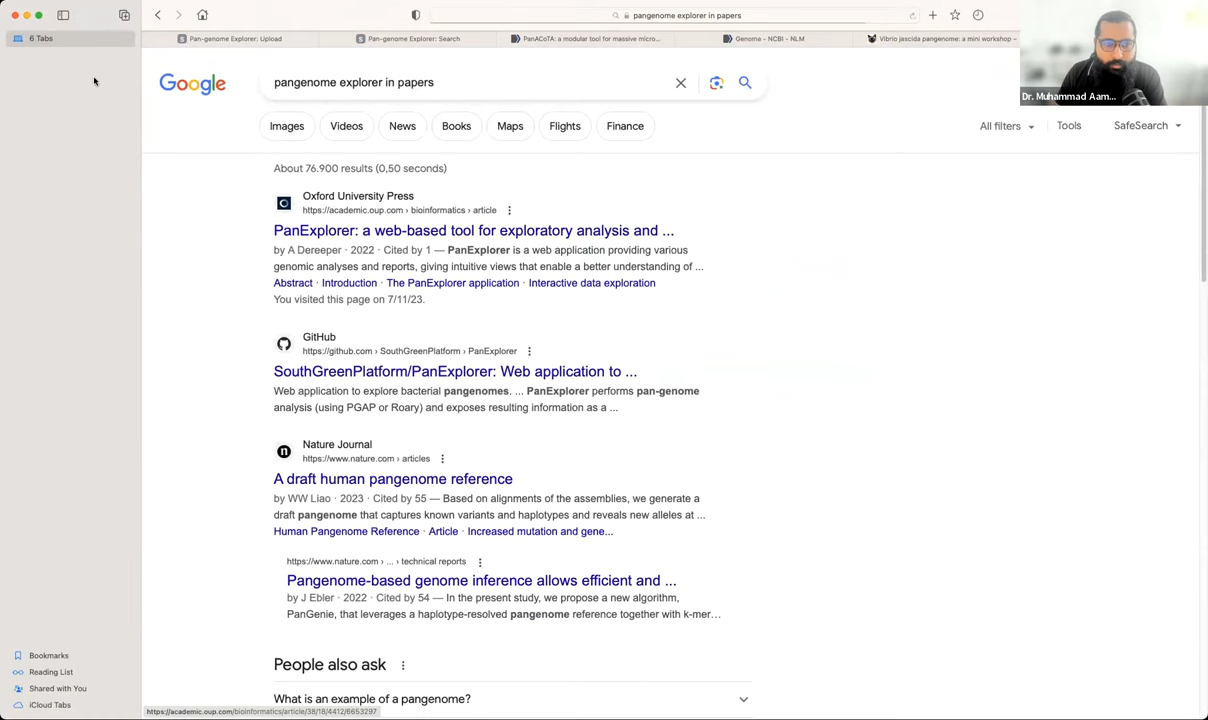 6 Tabs
pangenome explorer in papers
Pan-genome Explorer: Upload
Pan-genome Explorer: Search
PanACoTA: a modular tool for massive micro...
Genome - NCBI - NLM
Vibrio jascida pangenome: a mini workshop –
Dr. Muhammad Aam...
Google
pangenome explorer in papers
Images
Videos
News
Books
Maps
Flights
Finance
All filters
Tools
SafeSearch
About 76.900 results (0,50 seconds)
Oxford University Press
https://academic.oup.com › bioinformatics › article
PanExplorer: a web-based tool for exploratory analysis and ...
by A Dereeper · 2022 · Cited by 1 — PanExplorer is a web application providing various
genomic analyses and reports, giving intuitive views that enable a better understanding of ...
Abstract · Introduction · The PanExplorer application · Interactive data exploration
You visited this page on 7/11/23.
GitHub
https://github.com › SouthGreenPlatform › PanExplorer
SouthGreenPlatform/PanExplorer: Web application to ...
Web application to explore bacterial pangenomes. ... PanExplorer performs pan-genome
analysis (using PGAP or Roary) and exposes resulting information as a ...
Nature Journal
https://www.nature.com › articles
A draft human pangenome reference
by WW Liao · 2023 · Cited by 55 — Based on alignments of the assemblies, we generate a
draft pangenome that captures known variants and haplotypes and reveals new alleles at ...
Human Pangenome Reference · Article · Increased mutation and gene...
https://www.nature.com › ... › technical reports
Pangenome-based genome inference allows efficient and ...
by J Ebler · 2022 · Cited by 54 — In the present study, we propose a new algorithm,
PanGenie, that leverages a haplotype-resolved pangenome reference together with k-mer...
People also ask
What is an example of a pangenome?
Bookmarks
Reading List
Shared with You
iCloud Tabs
https://academic.oup.com/bioinformatics/article/38/18/4412/6653297